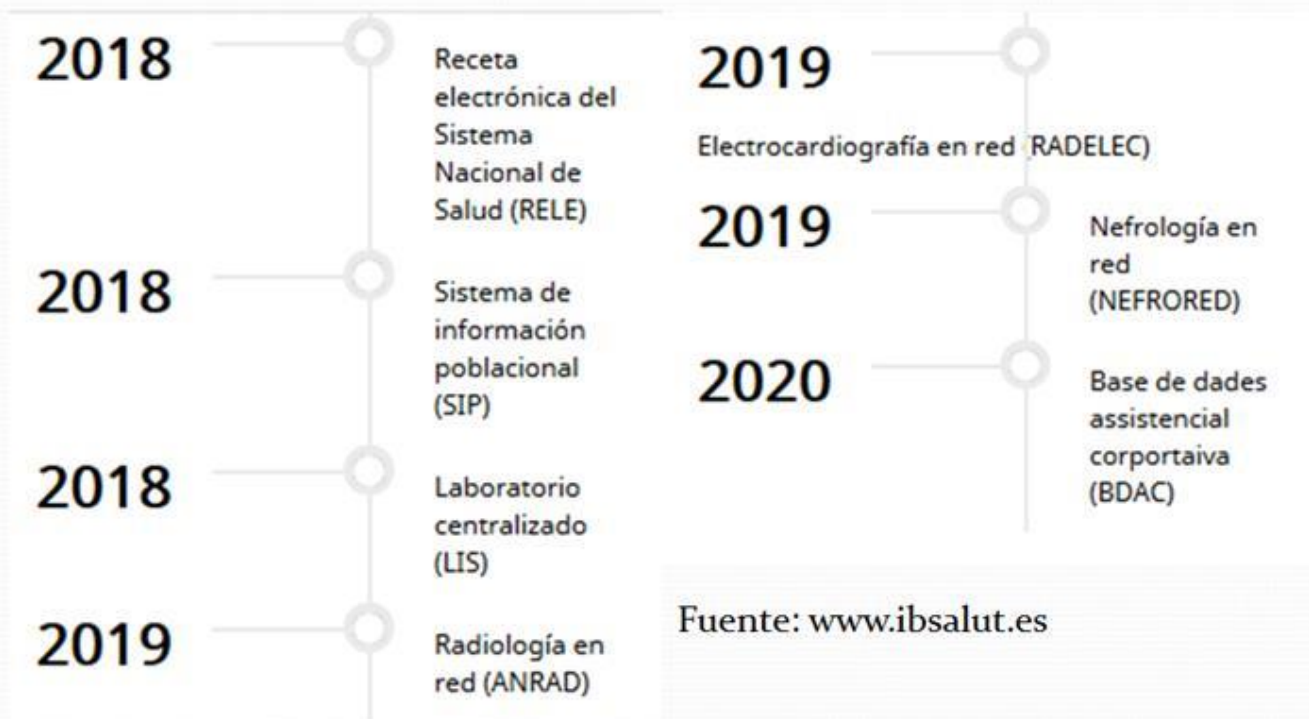 2018
Receta
electrónica del
Sistema
Nacional de
Salud (RELE)
2018
Sistema de
información
poblacional
(SIP)
2018
Laboratorio
centralizado
(LIS)
2019
Radiología en
red (ANRAD)
2019
Electrocardiografía en red (RADELEC)
2019
Nefrología en
red
(NEFRORED)
2020
Base de dades
assistencial
corportaiva
(BDAC)
Fuente: www.ibsalut.es